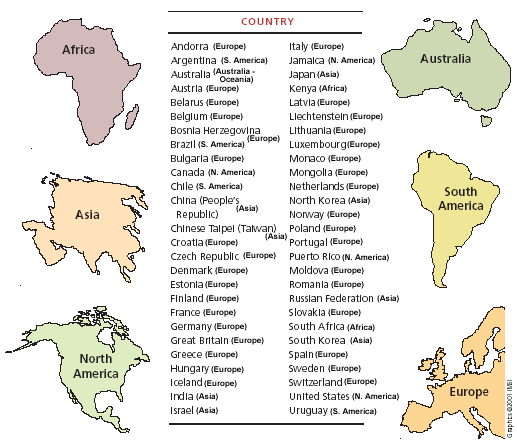 COUNTRY
Africa
Asia
North
America
Andorra (Europe)
Argentina (S. America)
Australia (Australia -
Oceania)
Austria (Europe)
Belarus (Europe)
Belgium (Europe)
Bosnia Herzegovina
(Europe)
Brazil (S. America)
Bulgaria (Europe)
Canada (N. America)
Chile (S. America)
China (People's
Republic) (Asia)
Chinese Taipei (Taiwan)
(Asia)
Croatia (Europe)
Czech Republic (Europe)
Denmark (Europe)
Estonia (Europe)
Finland (Europe)
France (Europe)
Germany (Europe)
Great Britain (Europe)
Greece (Europe)
Hungary (Europe)
Iceland (Europe)
India (Asia)
Israel (Asia)
Italy (Europe)
Jamaica (N. America)
Japan (Asia)
Kenya (Africa)
Latvia (Europe)
Liechtenstein (Europe)
Lithuania (Europe)
Luxembourg(Europe)
Monaco (Europe)
Mongolia (Europe)
Netherlands (Europe)
North Korea (Asia)
Norway (Europe)
Poland (Europe)
Portugal (Europe)
Puerto Rico (N. America)
Moldova (Europe)
Romania (Europe)
Russian Federation (Asia)
Slovakia (Europe)
South Africa (Africa)
South Korea (Asia)
Spain (Europe)
Sweden (Europe)
Switzerland (Europe)
United States (N. America)
Uruguay (S. America)
Australia
South
America
Europe
Graphics ©2001 IMSI